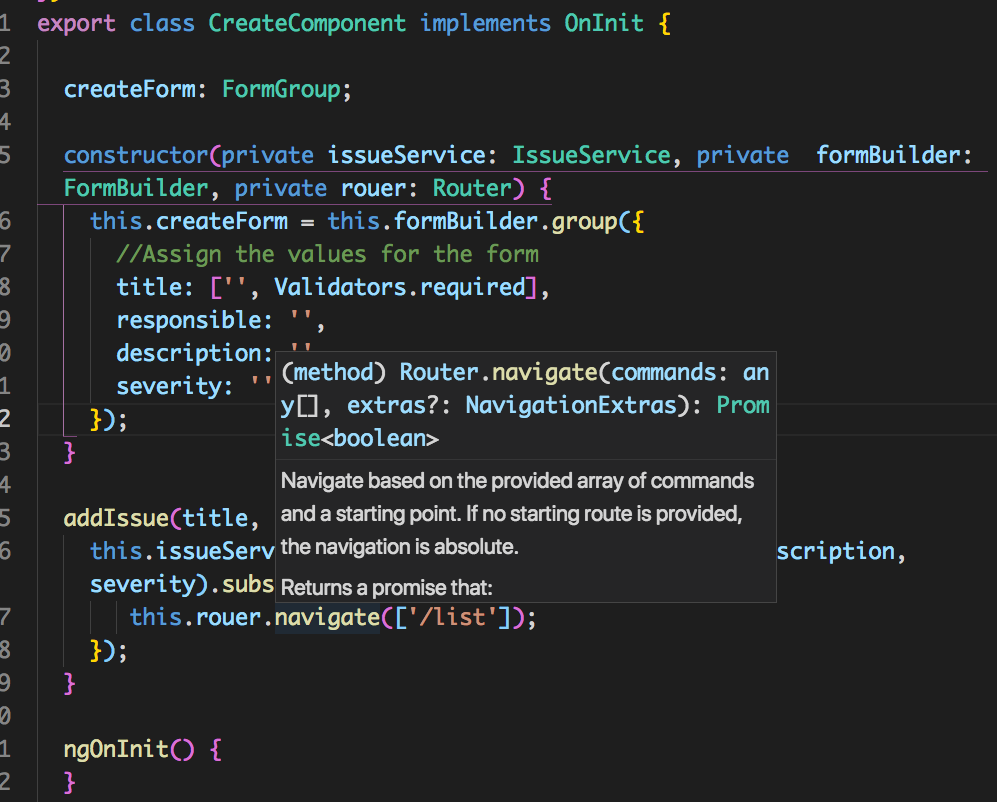 1 export class CreateComponent implements OnInit {
2
3 createForm: FormGroup;
4
5 constructor(private issueService: IssueService, private  formBuilder:
FormBuilder, private rouer: Router) {
6 this.createForm = this.formBuilder.group({
7 //Assign the values for the form
8 title: ['', Validators.required],
9 responsible: '',
0 description: ''
1 severity: ''
2 });
3 }
4
(method) Router.navigate(commands: an
y[], extras?: NavigationExtras): Prom
ise<boolean>
Navigate based on the provided array of commands
and a starting point. If no starting route is provided,
the navigation is absolute.
Returns a promise that:
5 addIssue(title,
6 this.issueServ scription,
severity).subs
7 this.rouer.navigate(['/list']);
8 });
9 }
0
1 ngOnInit() {
2 }